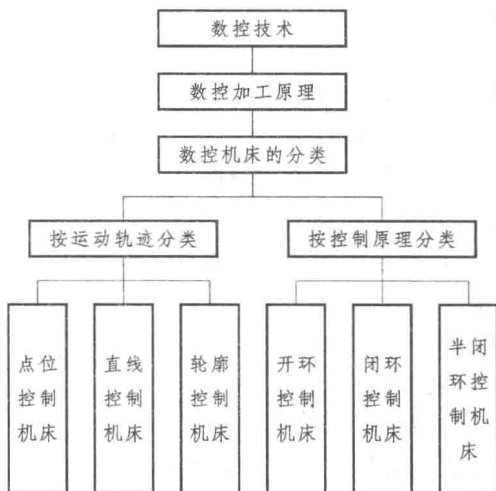 数控技术
数控加工原理
数控机床的分类
按运动轨迹分类
按控制原理分类
点位
控制
机床
直线
控制
机床
轮廓
控制
机床
开环
控制
机床
闭环
控制
机床
半闭
环控
制机
床